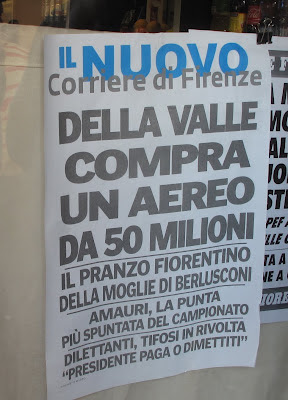 IL NUOVO
Corriere di Firenze
DELLA VALLE
COMPRA
UN AEREO
DA 50 MILIONI
IL PRANZO FIORENTINO
DELLA MOGLIE DI BERLUSCONI
AMAURI, LA PUNTA
PIÙ SPUNTATA DEL CAMPIONATO
DILETTANTI, TIFOSI IN RIVOLTA
"PRESIDENTE PAGA O DIMETTITI"